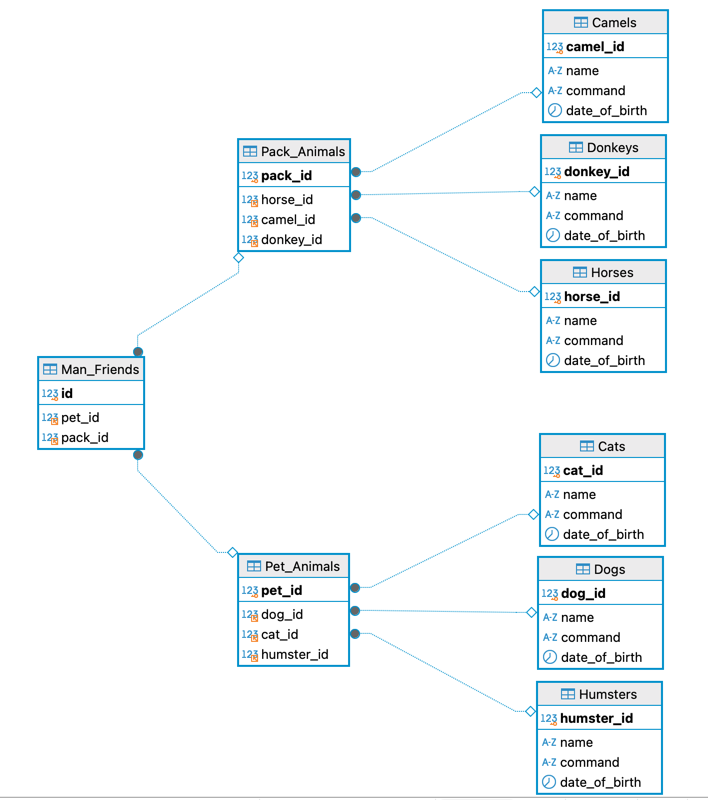 Camels
123 camel_id
A-Z name
A-Z command
date_of_birth
Pack_Animals
123 pack_id
123 horse_id
123 camel_id
123 donkey_id
Donkeys
123 donkey_id
A-Z name
A-Z command
date_of_birth
Horses
123 horse_id
A-Z name
A-Z command
date_of_birth
Man_Friends
123 id
123 pet_id
123 pack_id
Cats
123 cat_id
A-Z name
A-Z command
date_of_birth
Pet_Animals
123 pet_id
123 dog_id
123 cat_id
123 humster_id
Dogs
123 dog_id
A-Z name
A-Z command
date_of_birth
Humsters
123 humster_id
A-Z name
A-Z command
date_of_birth